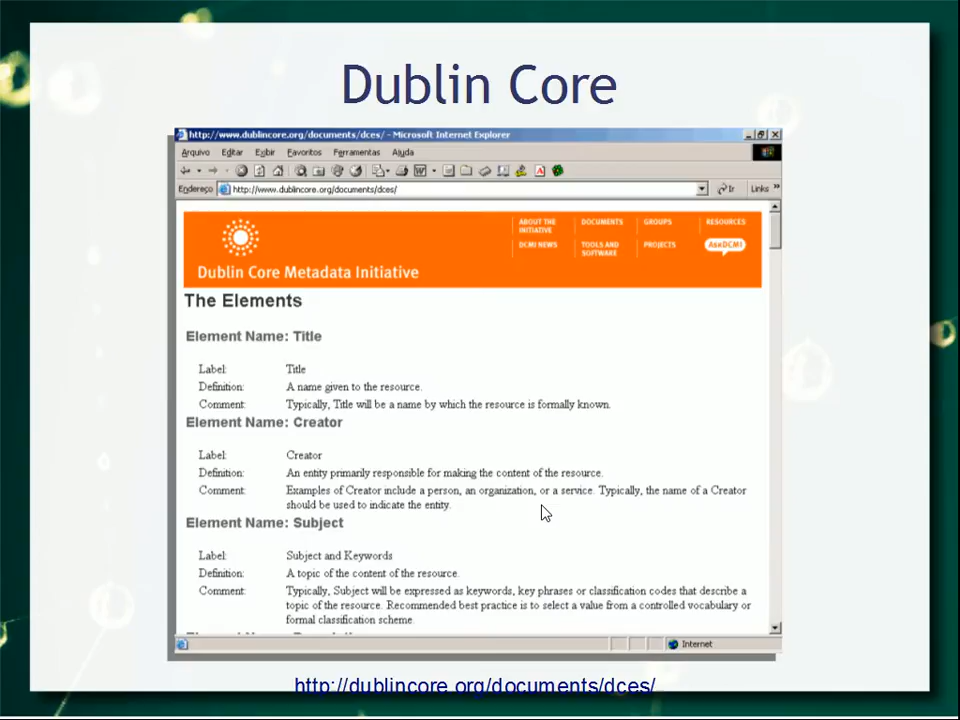 Dublin Core
http://www.dublincore.org/documents/dces/ - Microsoft Internet Explorer
Arquivo Editar Exibir Favoritos Ferramentas Ajuda
Endereço http://www.dublincore.org/documents/dces/ Ir Links »
ABOUT THE INITIATIVE DOCUMENTS GROUPS RESOURCES
DCMI NEWS TOOLS AND SOFTWARE PROJECTS AskDCMI
Dublin Core Metadata Initiative
The Elements
Element Name: Title
Label: Title
Definition: A name given to the resource.
Comment: Typically, Title will be a name by which the resource is formally known.
Element Name: Creator
Label: Creator
Definition: An entity primarily responsible for making the content of the resource.
Comment: Examples of Creator include a person, an organization, or a service. Typically, the name of a Creator
should be used to indicate the entity.
Element Name: Subject
Label: Subject and Keywords
Definition: A topic of the content of the resource.
Comment: Typically, Subject will be expressed as keywords, key phrases or classification codes that describe a
topic of the resource. Recommended best practice is to select a value from a controlled vocabulary or
formal classification scheme.
Internet
http://dublincore.org/documents/dces/